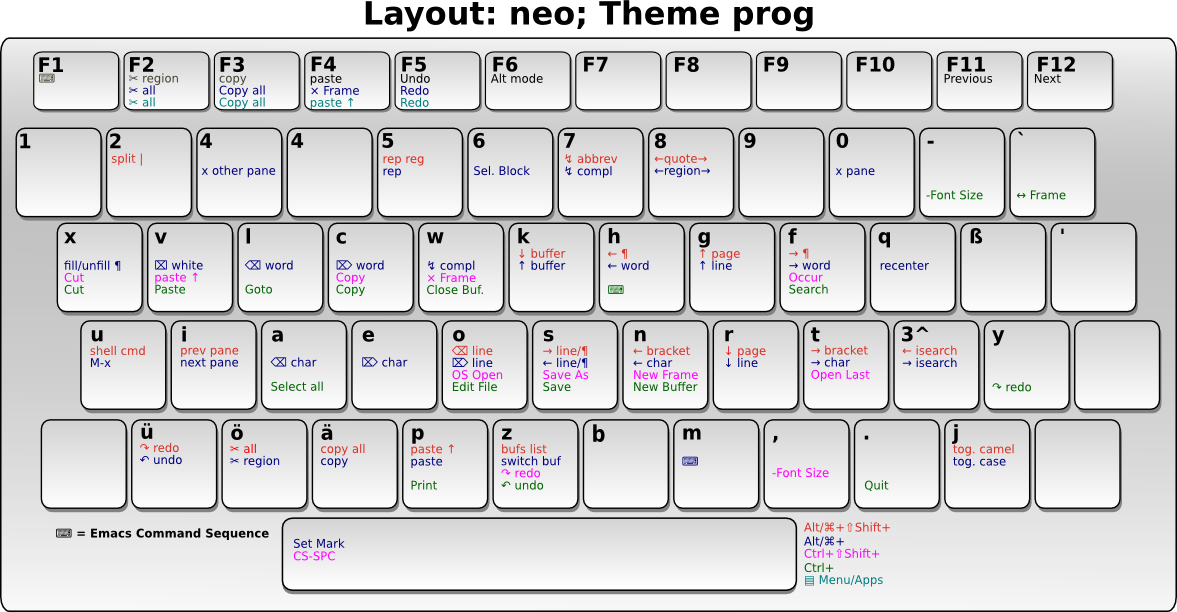 Layout: neo; Theme prog
F1
⌨
F2
✂ region
✂ all
✂ all
F3
copy
Copy all
Copy all
F4
paste
× Frame
paste ↑
F5
Undo
Redo
Redo
F6
Alt mode
F7
F8
F9
F10
F11
Previous
F12
Next
1
2
split |
4
x other pane
4
5
rep reg
rep
6
Sel. Block
7
↯ abbrev
↯ compl
8
←quote→
←region→
9
0
x pane
-
-Font Size
`
↔ Frame
x
fill/unfill ¶
Cut
Cut
v
⌧ white
paste ↑
Paste
l
⌫ word
Goto
c
⌦ word
Copy
Copy
w
↯ compl
× Frame
Close Buf.
k
↓ buffer
↑ buffer
h
← ¶
← word
⌨
g
↑ page
↑ line
f
→ ¶
→ word
Occur
Search
q
recenter
ß
'
u
shell cmd
M-x
i
prev pane
next pane
a
⌫ char
Select all
e
⌦ char
o
⌫ line
⌦ line
OS Open
Edit File
s
→ line/¶
← line/¶
Save As
Save
n
← bracket
← char
New Frame
New Buffer
r
↓ page
↓ line
t
→ bracket
→ char
Open Last
3^
← isearch
→ isearch
y
↷ redo
ü
↷ redo
↶ undo
ö
✂ all
✂ region
ä
copy all
copy
p
paste ↑
paste
Print
z
bufs list
switch buf
↷ redo
↶ undo
b
m
⌨
,
-Font Size
.
Quit
j
tog. camel
tog. case
⌨ = Emacs Command Sequence
Set Mark
CS-SPC
Alt/⌘+⇧Shift+
Alt/⌘+
Ctrl+⇧Shift+
Ctrl+
▤ Menu/Apps